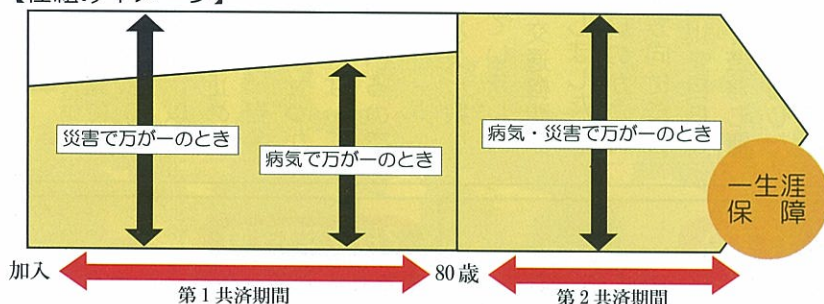 災害で万が一のとき
病気で万が一のとき
病気・災害で万が一のとき
一生涯
保障
加入
80歳
第1共済期間
第2共済期間